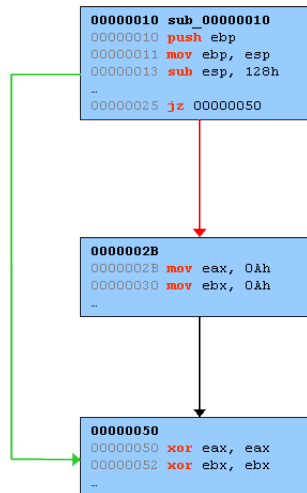 00000010 sub_00000010
00000010 push ebp
00000011 mov ebp, esp
00000013 sub esp, 128h
…
00000025 jz 00000050
0000002B
0000002B mov eax, 0Ah
00000030 mov ebx, 0Ah
…
00000050
00000050 xor eax, eax
00000052 xor ebx, ebx
…